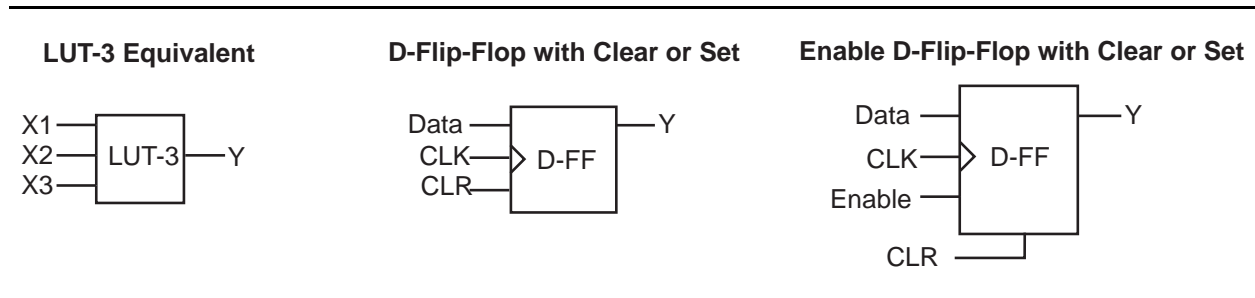 LUT-3 Equivalent
X1
X2
X3
LUT-3
Y
D-Flip-Flop with Clear or Set
Data
CLK
CLR
D-FF
Y
Enable D-Flip-Flop with Clear or Set
Data
CLK
Enable
CLR
D-FF
Y